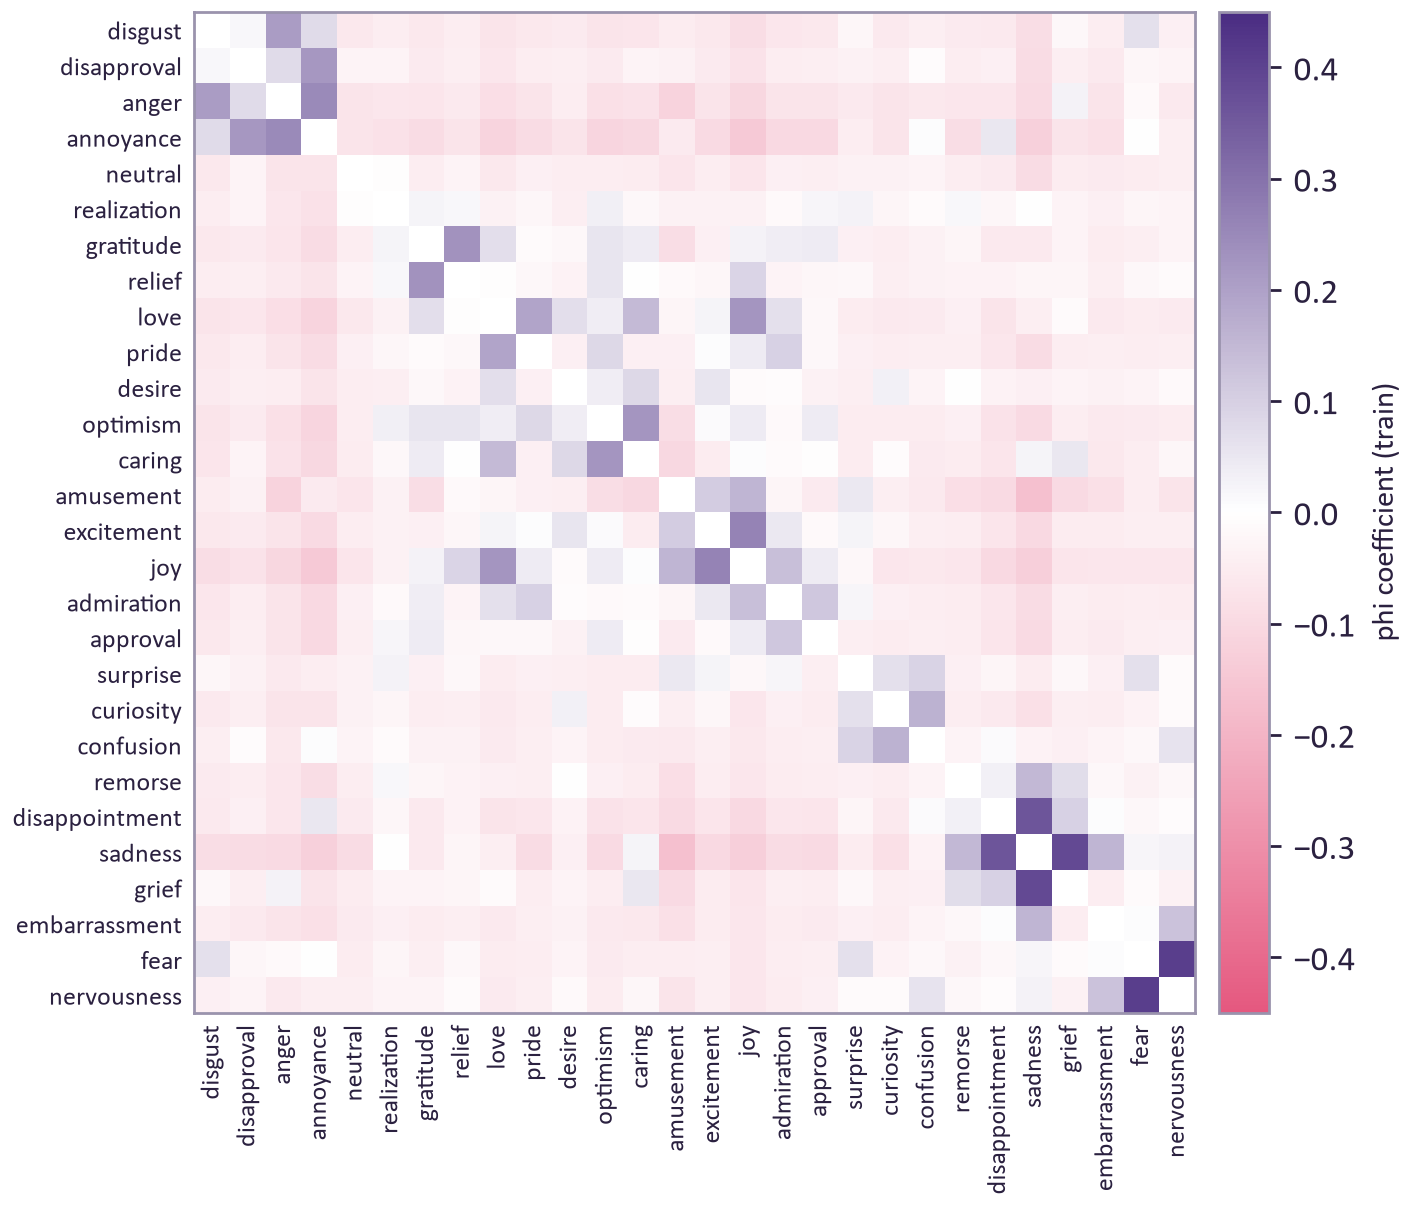 disgust
disapproval
anger
annoyance
neutral
realization
gratitude
relief
love
pride
desire
optimism
caring
amusement
excitement
joy
admiration
approval
surprise
curiosity
confusion
remorse
disappointment
sadness
grief
embarrassment
fear
nervousness
disgust
disapproval
anger
annoyance
neutral
realization
gratitude
relief
love
pride
desire
optimism
caring
amusement
excitement
joy
admiration
approval
surprise
curiosity
confusion
remorse
disappointment
sadness
grief
embarrassment
fear
nervousness
0.4
0.3
0.2
0.1
0.0
−0.1
−0.2
−0.3
−0.4
phi coefficient (train)